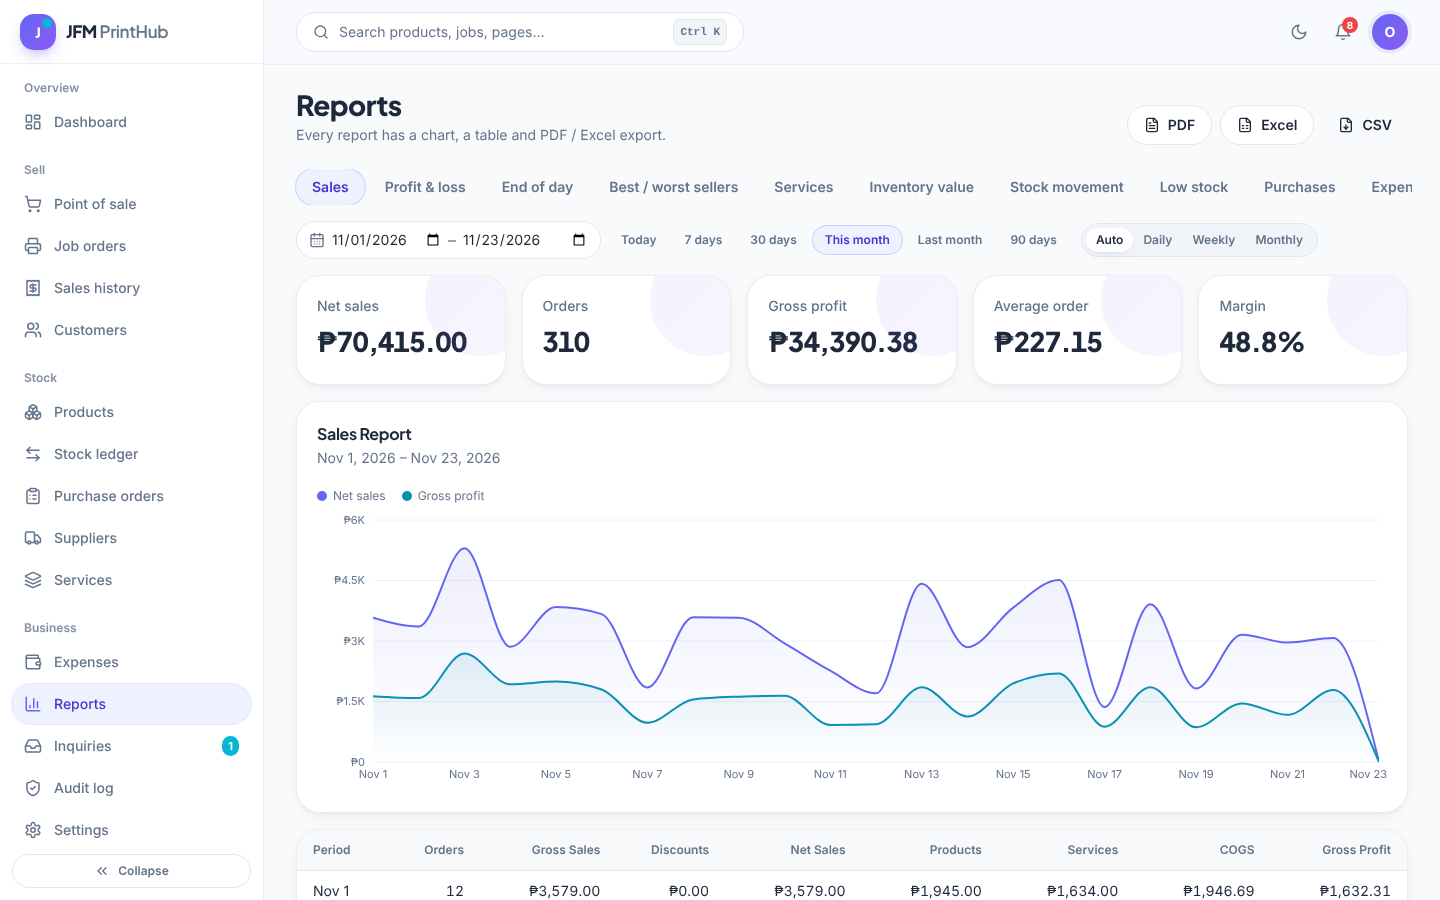 J JFM PrintHub
Search products, jobs, pages... Ctrl K
8
O
Overview
Dashboard
Sell
Point of sale
Job orders
Sales history
Customers
Stock
Products
Stock ledger
Purchase orders
Suppliers
Services
Business
Expenses
Reports
Inquiries 1
Audit log
Settings
Collapse
Reports
Every report has a chart, a table and PDF / Excel export.
PDF Excel CSV
Sales Profit & loss End of day Best / worst sellers Services Inventory value Stock movement Low stock Purchases Expen
11/01/2026 – 11/23/2026 Today 7 days 30 days This month Last month 90 days Auto Daily Weekly Monthly
Net sales
₱70,415.00
Orders
310
Gross profit
₱34,390.38
Average order
₱227.15
Margin
48.8%
Sales Report
Nov 1, 2026 – Nov 23, 2026
Net sales Gross profit
₱6K
₱4.5K
₱3K
₱1.5K
₱0
Nov 1 Nov 3 Nov 5 Nov 7 Nov 9 Nov 11 Nov 13 Nov 15 Nov 17 Nov 19 Nov 21 Nov 23
Period Orders Gross Sales Discounts Net Sales Products Services COGS Gross Profit
Nov 1 12 ₱3,579.00 ₱0.00 ₱3,579.00 ₱1,945.00 ₱1,634.00 ₱1,946.69 ₱1,632.31